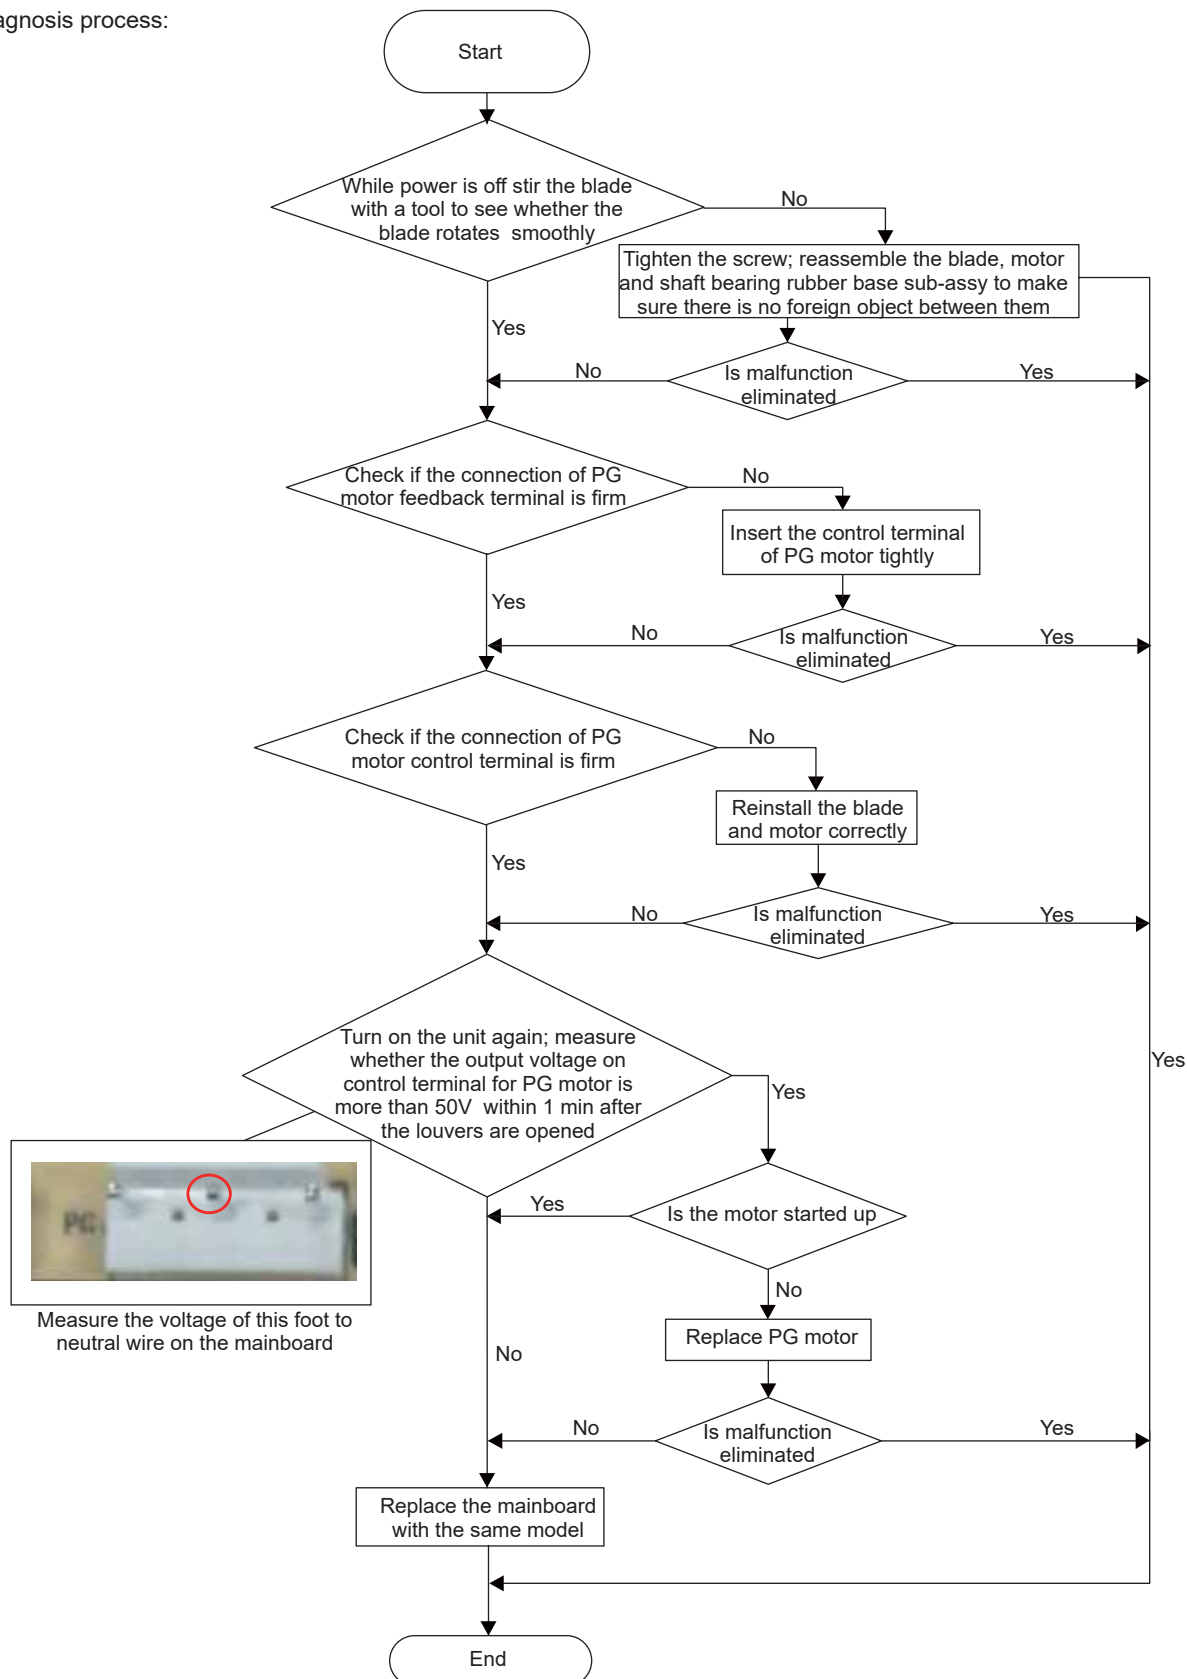 agnosis process:
Start
While power is off stir the blade
with a tool to see whether the
blade rotates smoothly
No
Tighten the screw; reassemble the blade, motor
and shaft bearing rubber base sub-assy to make
sure there is no foreign object between them
Yes
No
Is malfunction
eliminated
Yes
Check if the connection of PG
motor feedback terminal is firm
No
Insert the control terminal
of PG motor tightly
Yes
No
Is malfunction
eliminated
Yes
Check if the connection of PG
motor control terminal is firm
No
Reinstall the blade
and motor correctly
Yes
No
Is malfunction
eliminated
Yes
Turn on the unit again; measure
whether the output voltage on
control terminal for PG motor is
more than 50V within 1 min after
the louvers are opened
Yes
Yes
PG
Yes
Is the motor started up
No
Measure the voltage of this foot to
neutral wire on the mainboard
Replace PG motor
No
No
Is malfunction
eliminated
Yes
Replace the mainboard
with the same model
End